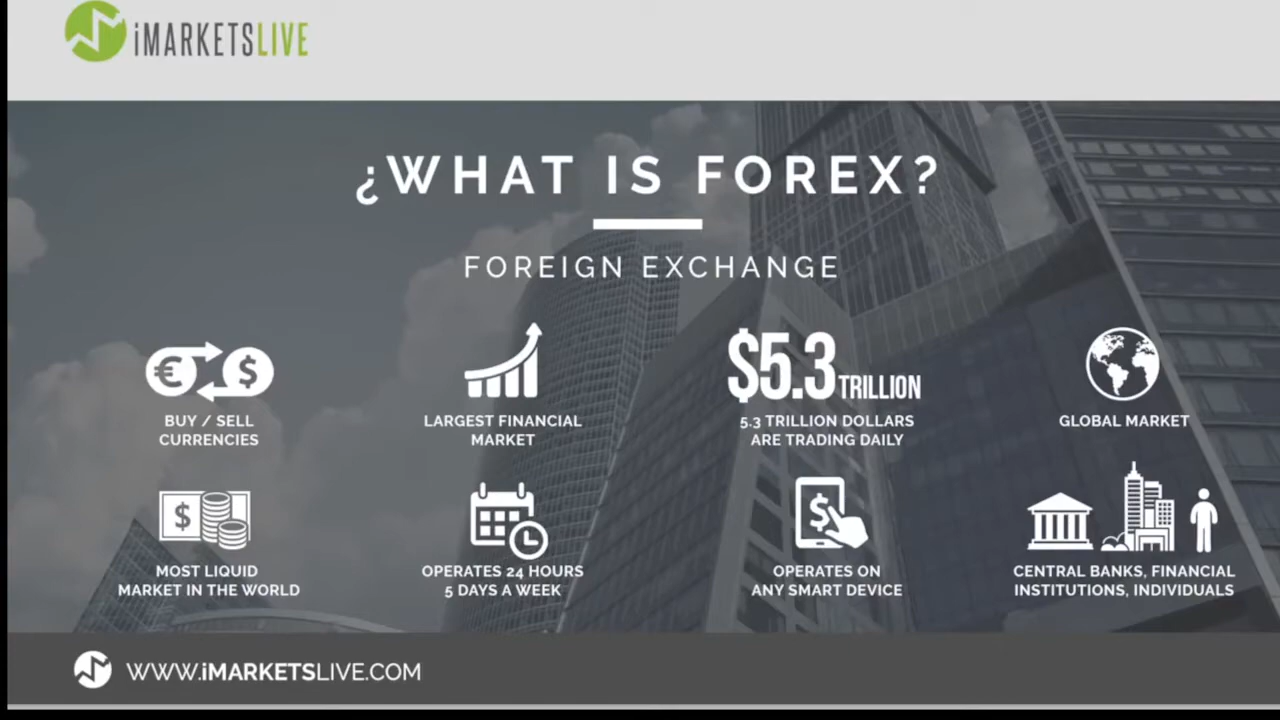 iMARKETSLIVE
¿WHAT IS FOREX?
FOREIGN EXCHANGE
€ $
BUY / SELL
CURRENCIES
LARGEST FINANCIAL
MARKET
$5.3 TRILLION
5.3 TRILLION DOLLARS
ARE TRADING DAILY
GLOBAL MARKET
$
MOST LIQUID
MARKET IN THE WORLD
OPERATES 24 HOURS
5 DAYS A WEEK
$
OPERATES ON
ANY SMART DEVICE
CENTRAL BANKS, FINANCIAL
INSTITUTIONS, INDIVIDUALS
WWW.iMARKETSLIVE.COM